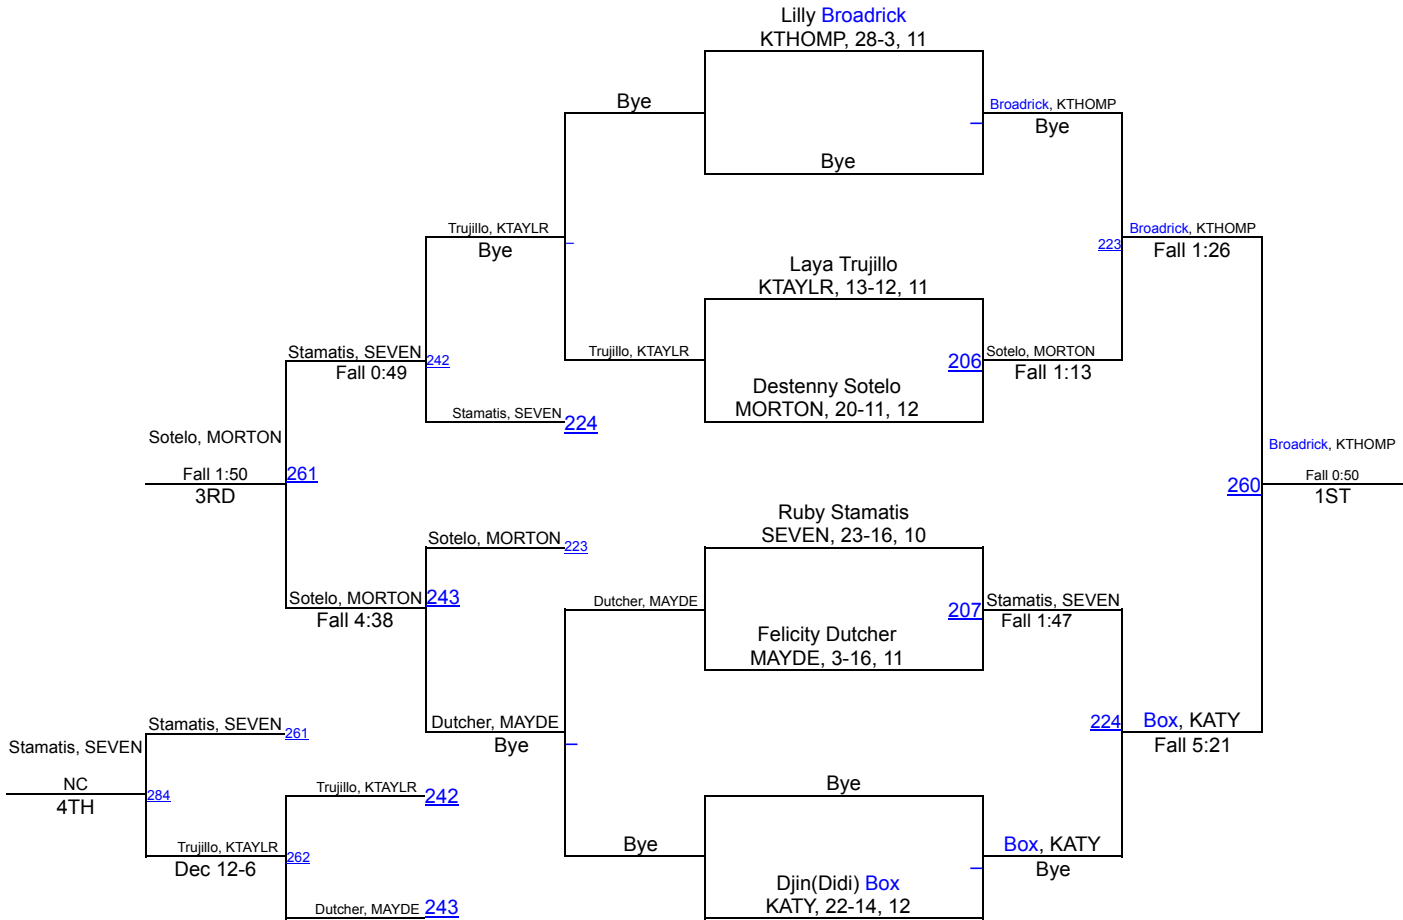 Lilly Broadrick
KTHOMP, 28-3, 11
Bye
Broadrick, KTHOMP
Bye
Bye
Trujillo, KTAYLR
Bye
Broadrick, KTHOMP
223
Fall 1:26
Laya Trujillo
KTAYLR, 13-12, 11
Stamatis, SEVEN
242
Fall 0:49
Trujillo, KTAYLR
206
Sotelo, MORTON
Fall 1:13
Destenny Sotelo
MORTON, 20-11, 12
Stamatis, SEVEN
224
Sotelo, MORTON
Fall 1:50
261
3RD
Broadrick, KTHOMP
260
Fall 0:50
1ST
Ruby Stamatis
SEVEN, 23-16, 10
Sotelo, MORTON
223
Sotelo, MORTON
243
Fall 4:38
Dutcher, MAYDE
207
Stamatis, SEVEN
Fall 1:47
Felicity Dutcher
MAYDE, 3-16, 11
Stamatis, SEVEN
261
Dutcher, MAYDE
Bye
224
Box, KATY
Fall 5:21
Stamatis, SEVEN
NC
284
4TH
Trujillo, KTAYLR
242
Bye
Trujillo, KTAYLR
262
Dec 12-6
Bye
Box, KATY
Bye
Djin(Didi) Box
KATY, 22-14, 12
Dutcher, MAYDE
243